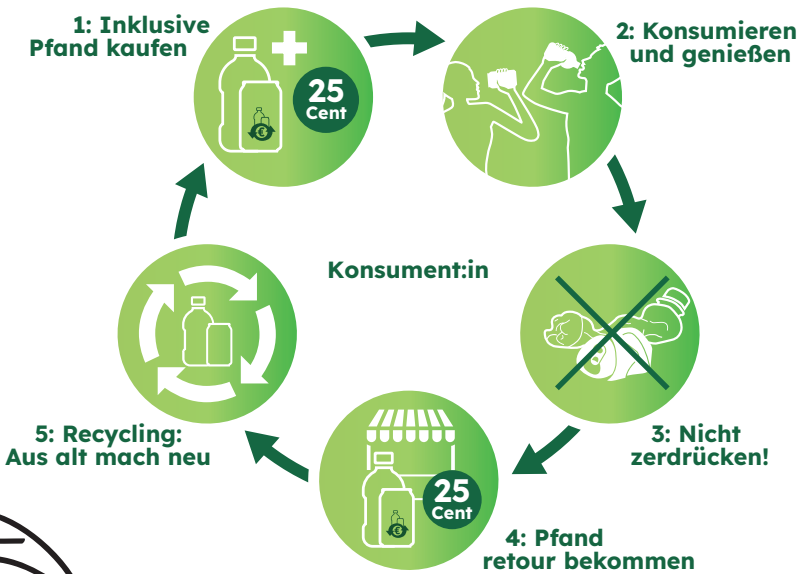 1: Inklusive
Pfand kaufen
25
Cent
€
2: Konsumieren
und genießen
Konsument:in
3: Nicht
zerdrücken!
25
Cent
€
4: Pfand
retour bekommen
5: Recycling:
Aus alt mach neu